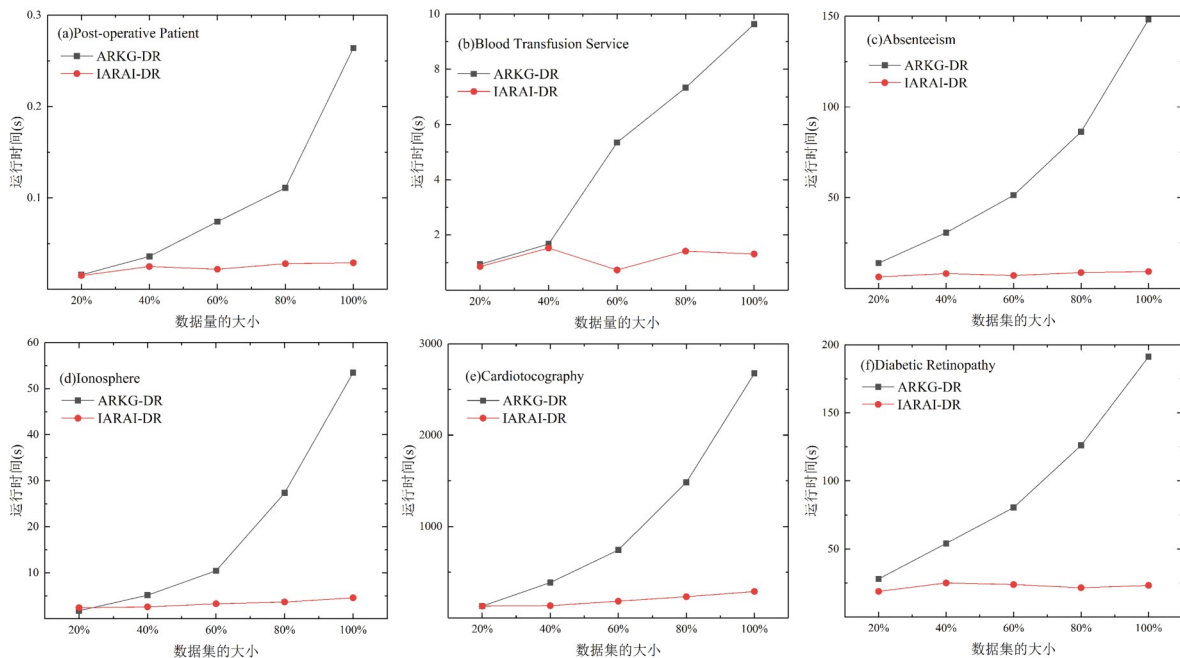 (a)Post-operative Patient
ARKG-DR
IARAI-DR
0.3
0.2
0.1
运行时间(s)
20% 40% 60% 80% 100%
数据量的大小
(b)Blood Transfusion Service
ARKG-DR
IARAI-DR
10
8
6
4
2
运行时间(s)
20% 40% 60% 80% 100%
数据量的大小
(c)Absenteeism
ARKG-DR
IARAI-DR
150
100
50
运行时间(s)
20% 40% 60% 80% 100%
数据集的大小
(d)Ionosphere
ARKG-DR
IARAI-DR
60
50
40
30
20
10
运行时间(s)
20% 40% 60% 80% 100%
数据集的大小
(e)Cardiotocography
ARKG-DR
IARAI-DR
3000
2000
1000
0
运行时间(s)
20% 40% 60% 80% 100%
数据集的大小
(f)Diabetic Retinopathy
ARKG-DR
IARAI-DR
200
150
100
50
运行时间(s)
20% 40% 60% 80% 100%
数据集的大小